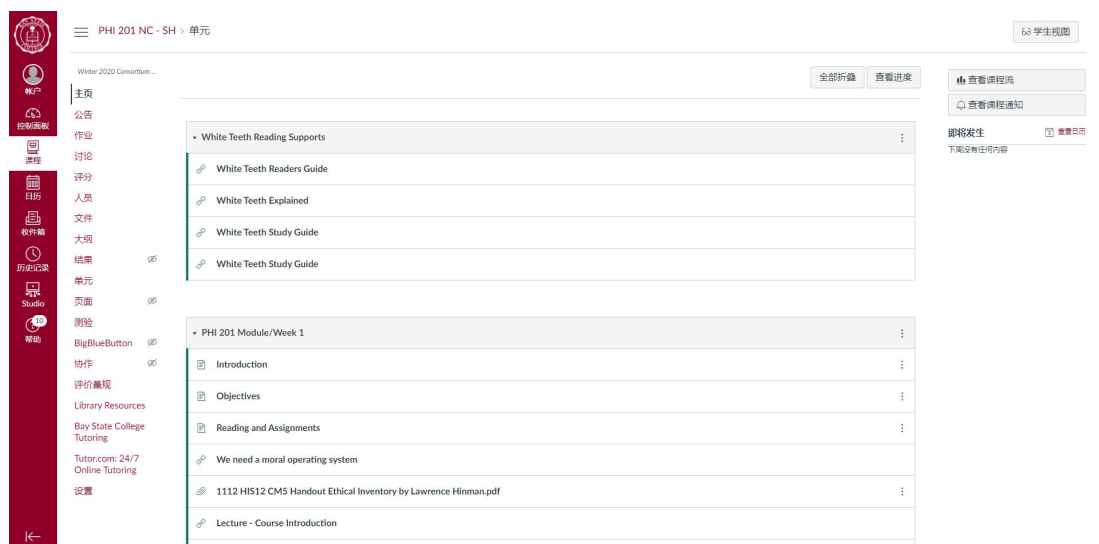 PHI 201 NC - SH › 单元
学生视图
帐户
控制面板
课程
日历
收件箱
历史记录
Studio
10
帮助
Winter 2020 Consortium ...
主页
公告
作业
讨论
评分
人员
文件
大纲
结果
单元
页面
测验
BigBlueButton
协作
评价量规
Library Resources
Bay State College
Tutoring
Tutor.com: 24/7
Online Tutoring
设置
全部折叠 查看进度
White Teeth Reading Supports
White Teeth Readers Guide
White Teeth Explained
White Teeth Study Guide
White Teeth Study Guide
PHI 201 Module/Week 1
Introduction
Objectives
Reading and Assignments
We need a moral operating system
1112 HIS12 CM5 Handout Ethical Inventory by Lawrence Hinman.pdf
Lecture - Course Introduction
查看课程流
查看课程通知
即将发生 查看日历
下周没有任何内容